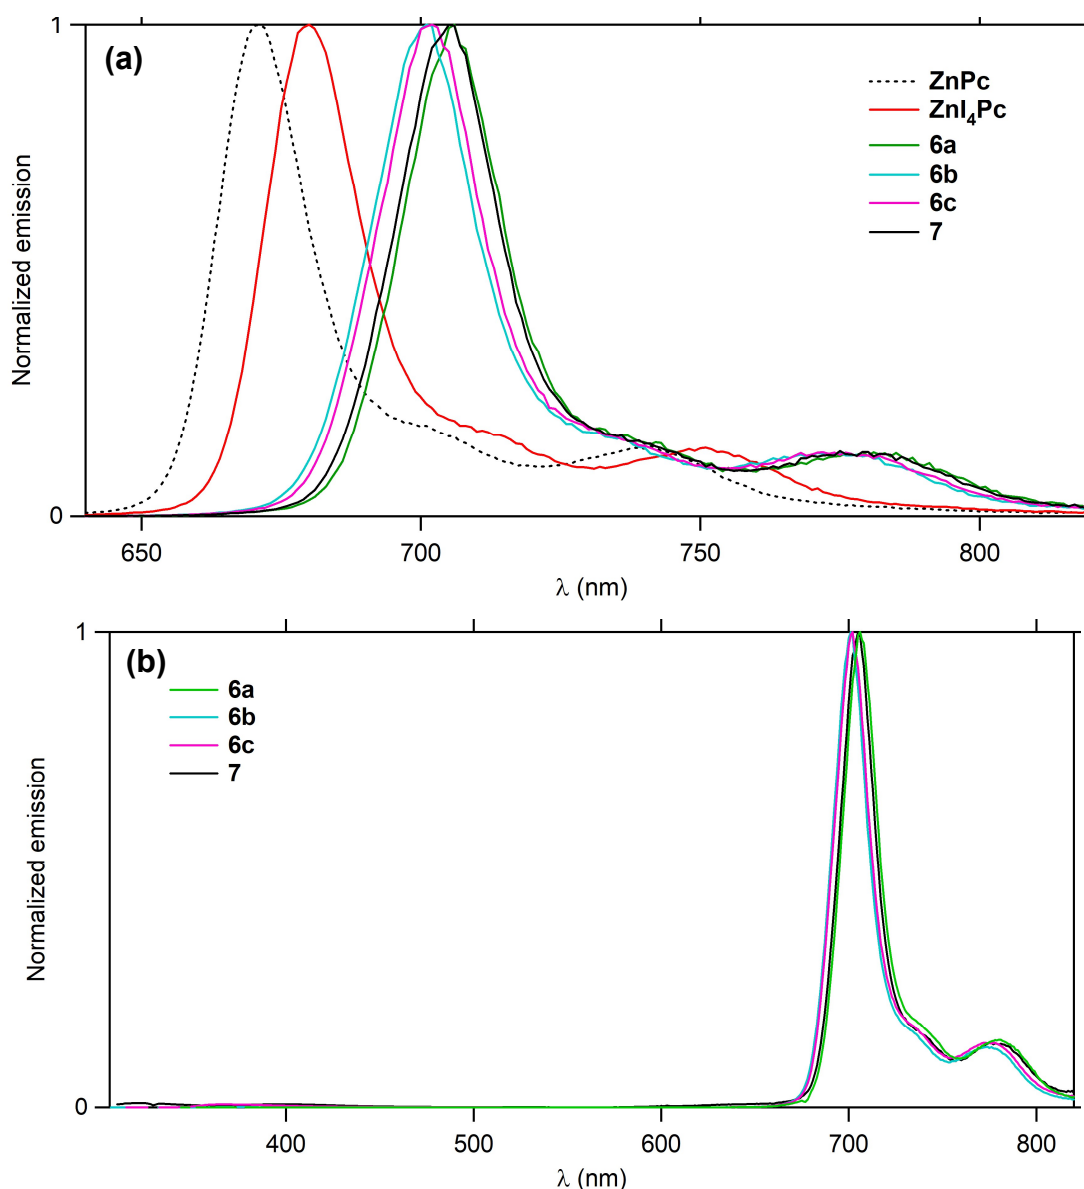 1
(a)
ZnPc
ZnI₄Pc
6a
6b
6c
7
Normalized emission
0
650 700 750 800
λ (nm)
1
(b)
6a
6b
6c
7
Normalized emission
0
400 500 600 700 800
λ (nm)